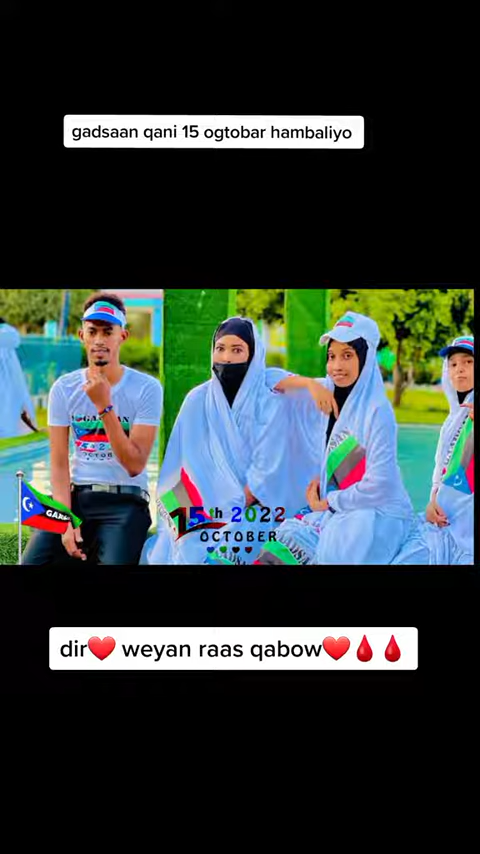 gadsaan qani 15 ogtobar hambaliyo
15th 2022
OCTOBER
dir❤️ weyan raas qabow❤️🩸🩸